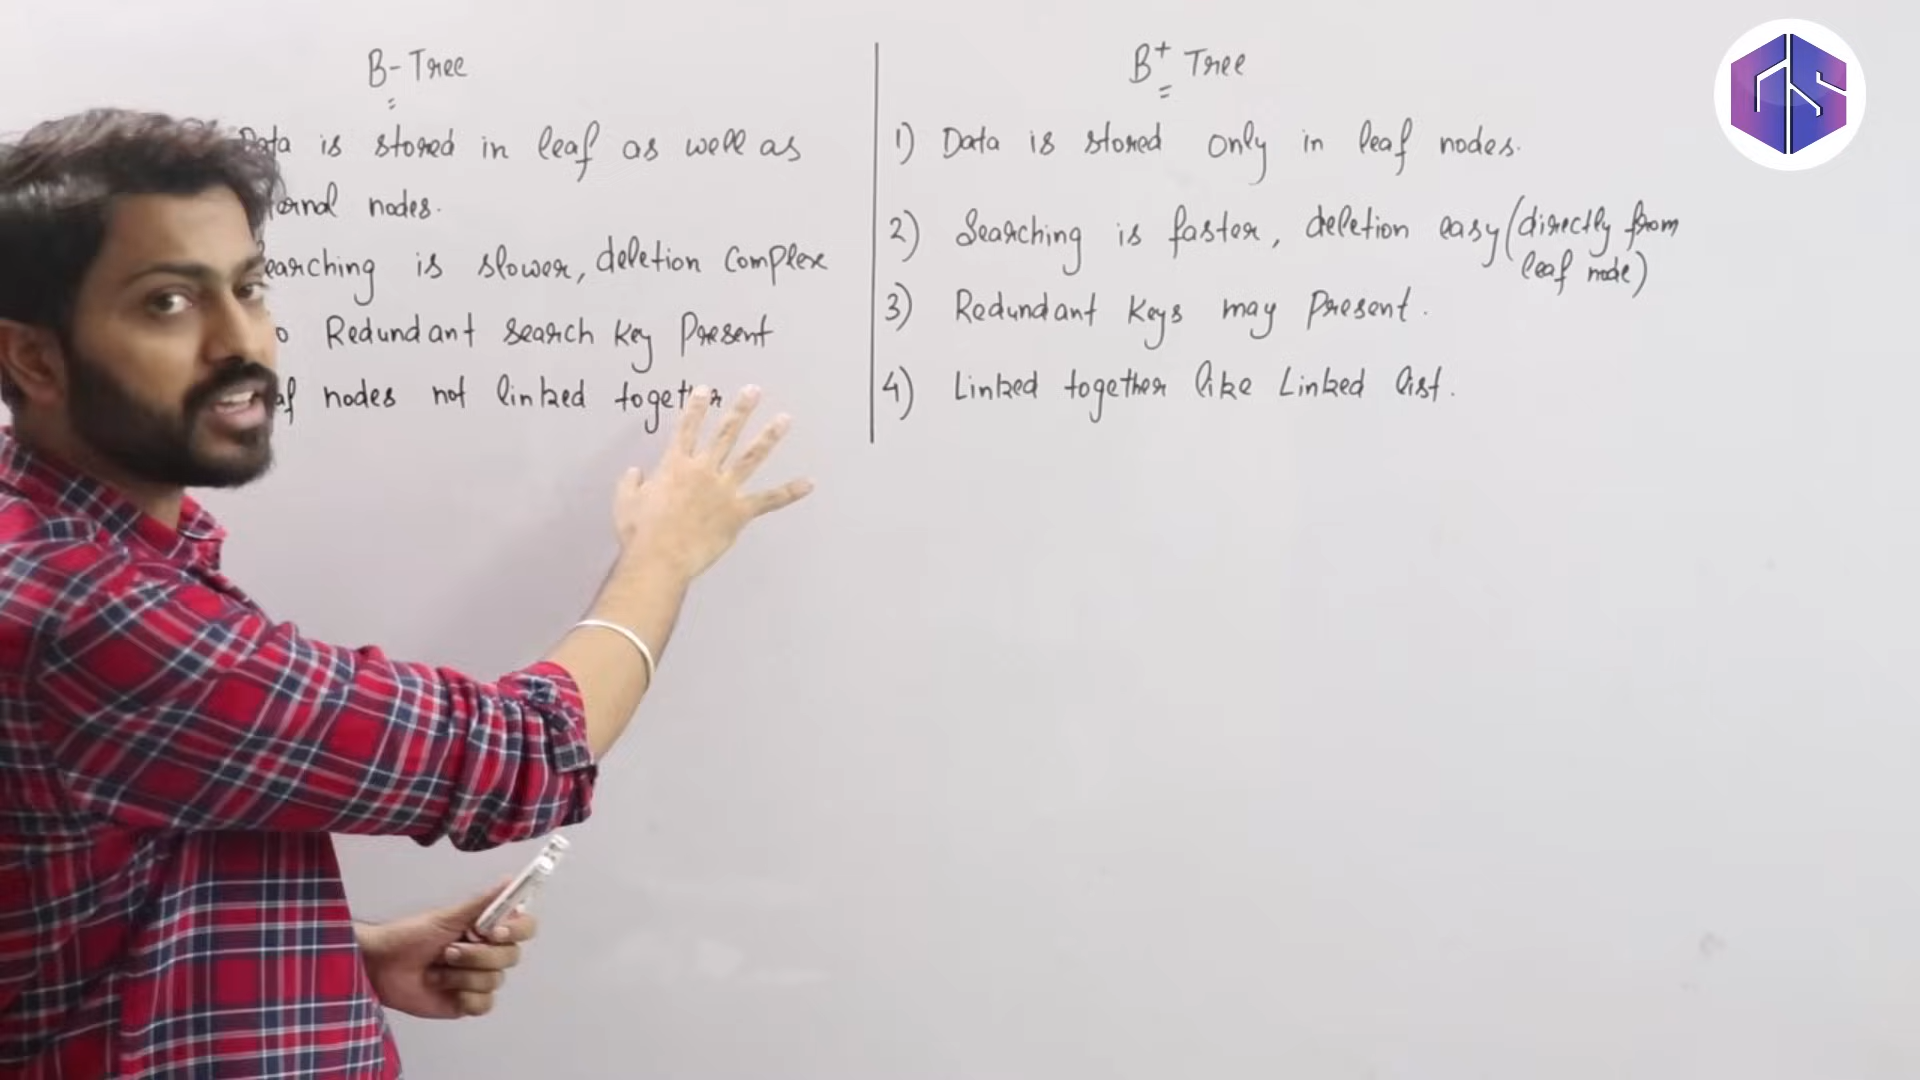 B- Tree
Data is stored in leaf as well as
nodes.
is slower, deletion complex
Redundant search key Present
nodes not linked together
B+ Tree
1) Data is stored only in leaf nodes.
2) Searching is faster, deletion easy (directly from
leaf node)
3) Redundant Keys may Present.
4) Linked together like Linked list.
GS